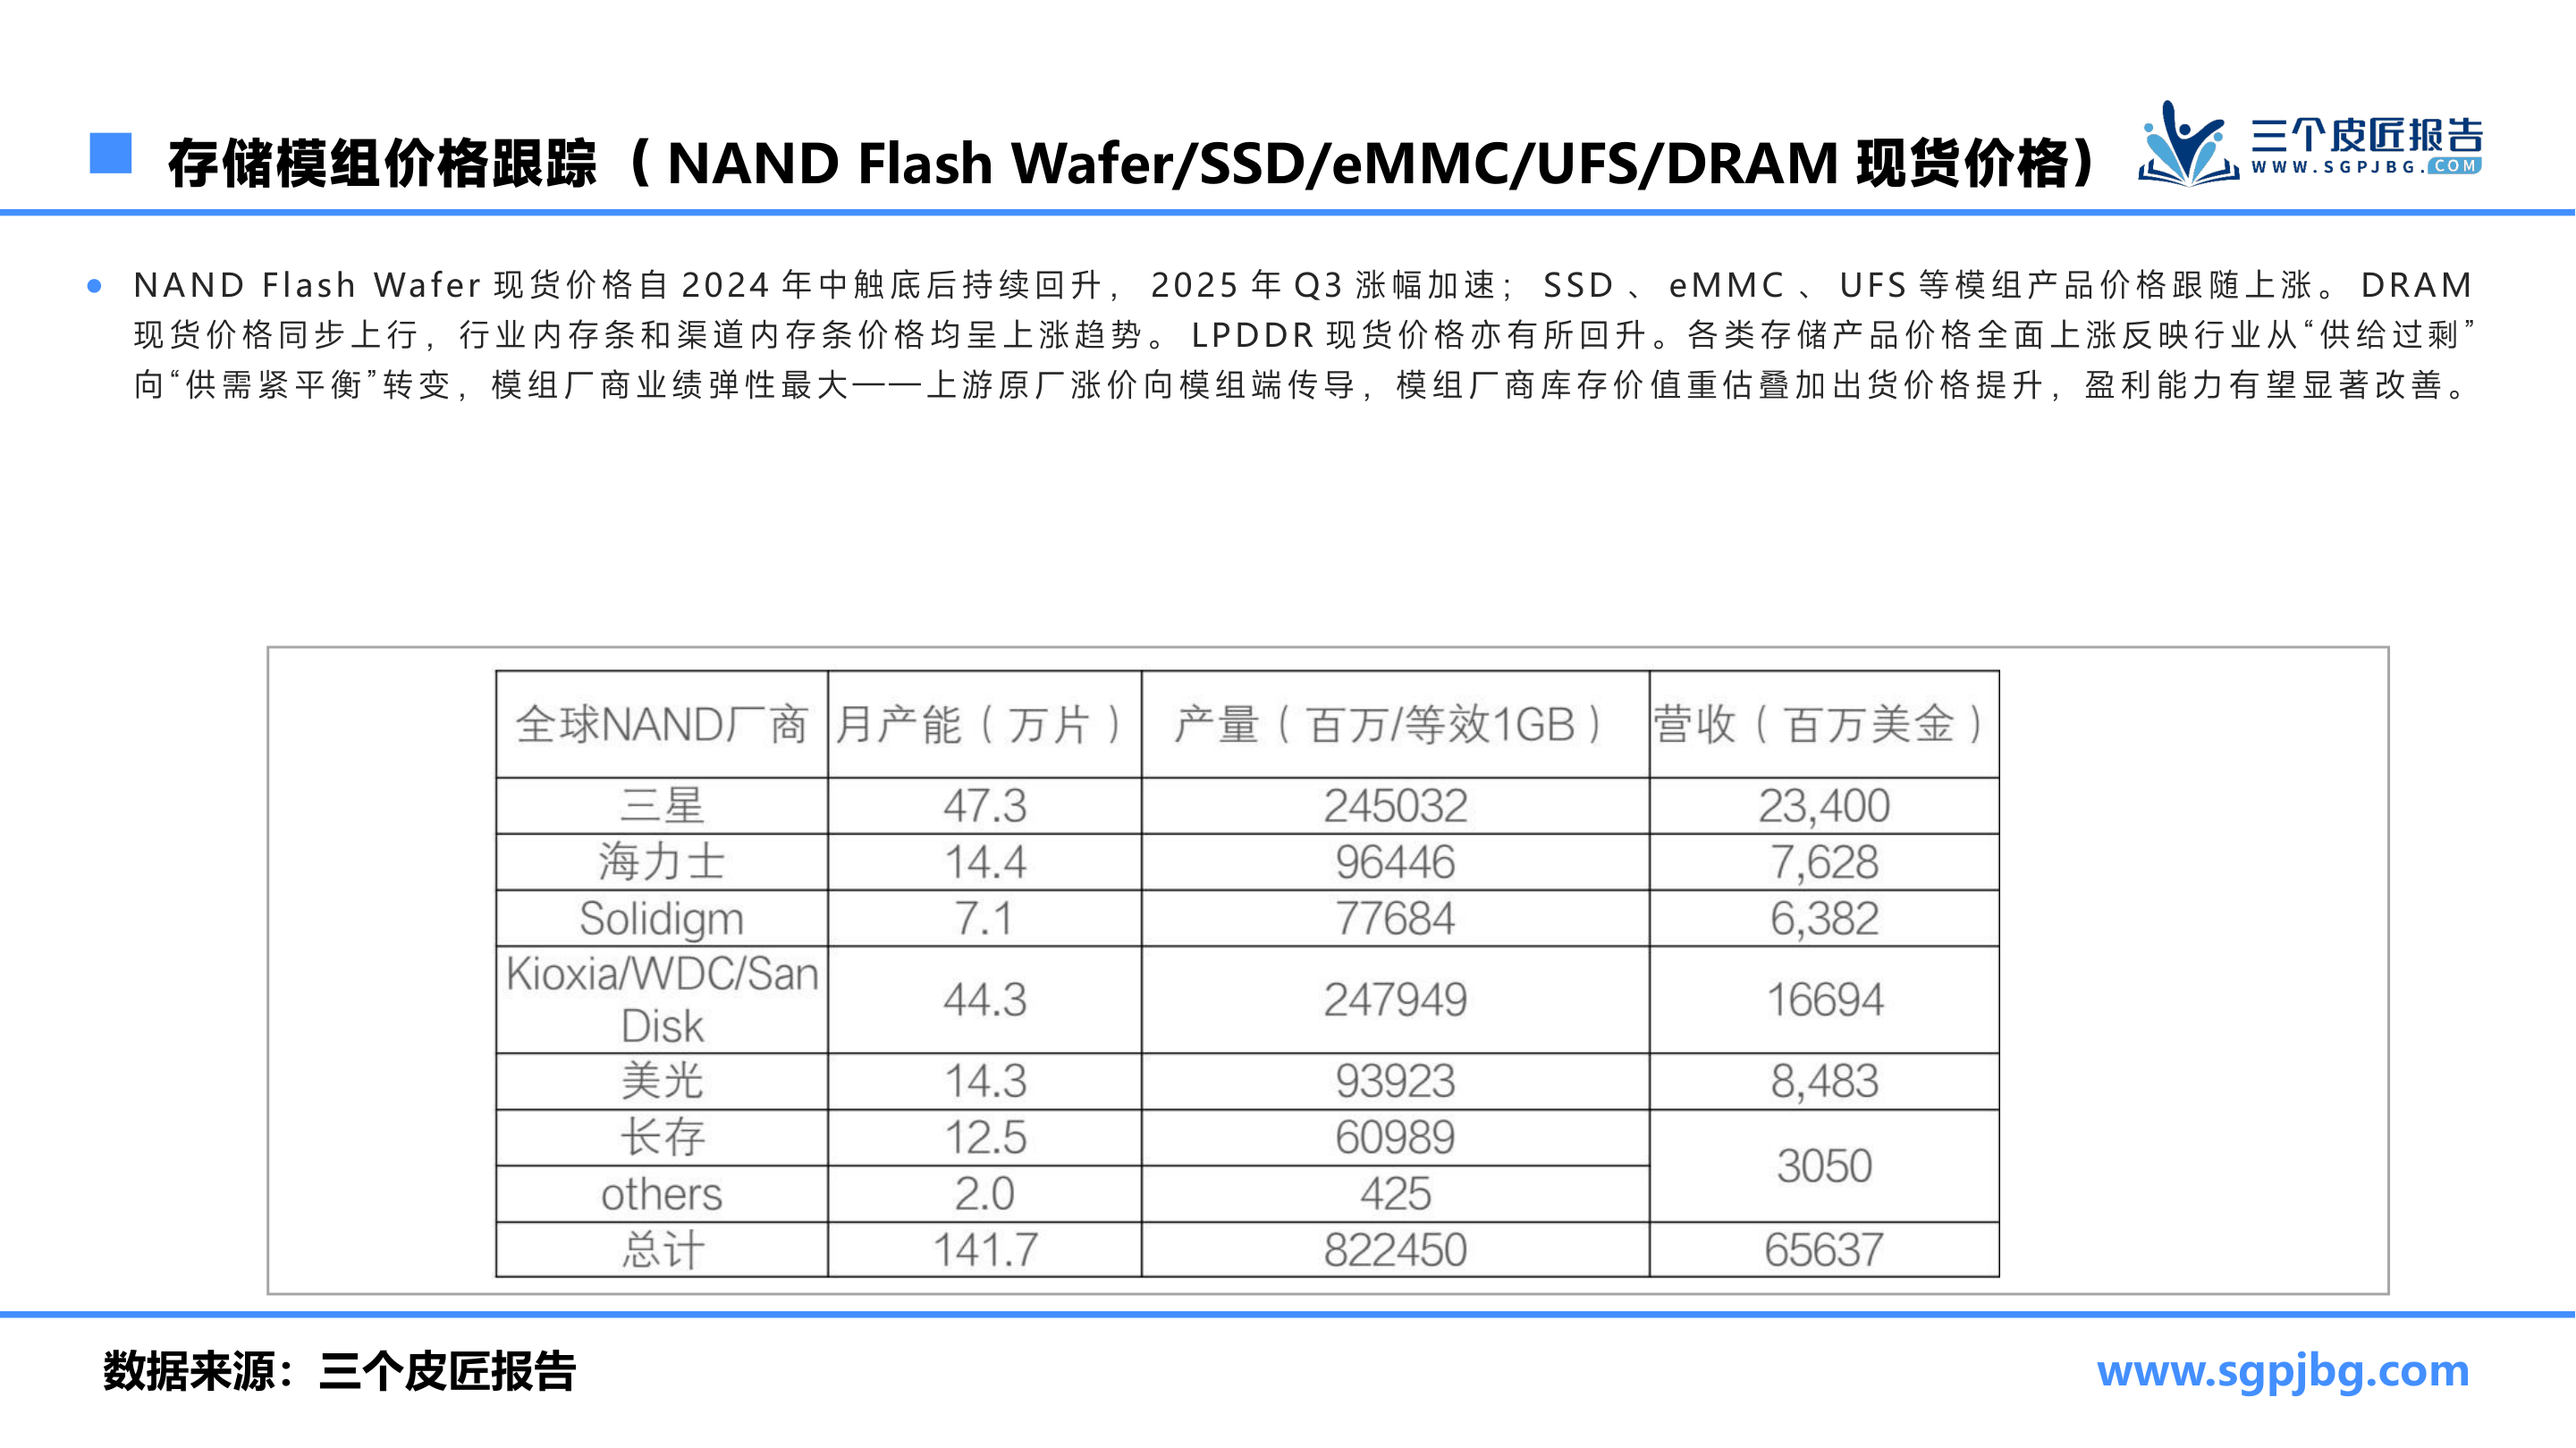 存储模组价格跟踪（NAND Flash Wafer/SSD/eMMC/UFS/DRAM 现货价格）
三个皮匠报告
WWW.SGPJBG.COM
NAND Flash Wafer 现货价格自 2024 年中触底后持续回升， 2025 年 Q3 涨幅加速； SSD 、 eMMC 、 UFS 等模组产品价格跟随上涨。 DRAM
现货价格同步上行，行业内存条和渠道内存条价格均呈上涨趋势。 LPDDR 现货价格亦有所回升。各类存储产品价格全面上涨反映行业从“供给过剩”
向“供需紧平衡”转变，模组厂商业绩弹性最大——上游原厂涨价向模组端传导，模组厂商库存价值重估叠加出货价格提升，盈利能力有望显著改善。
全球NAND厂商 月产能（万片） 产量（百万/等效1GB） 营收（百万美金）
三星 47.3 245032 23,400
海力士 14.4 96446 7,628
Solidigm 7.1 77684 6,382
Kioxia/WDC/San
Disk 44.3 247949 16694
美光 14.3 93923 8,483
长存 12.5 60989 3050
others 2.0 425
总计 141.7 822450 65637
数据来源：三个皮匠报告
www.sgpjbg.com